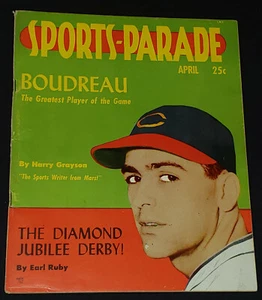 SPORTS-PARADE
APRIL 25¢
BOUDREAU
The Greatest Player of the Game
By Harry Grayson
"The Sports Writer from Mars!"
THE DIAMOND
JUBILEE DERBY!
By Earl Ruby